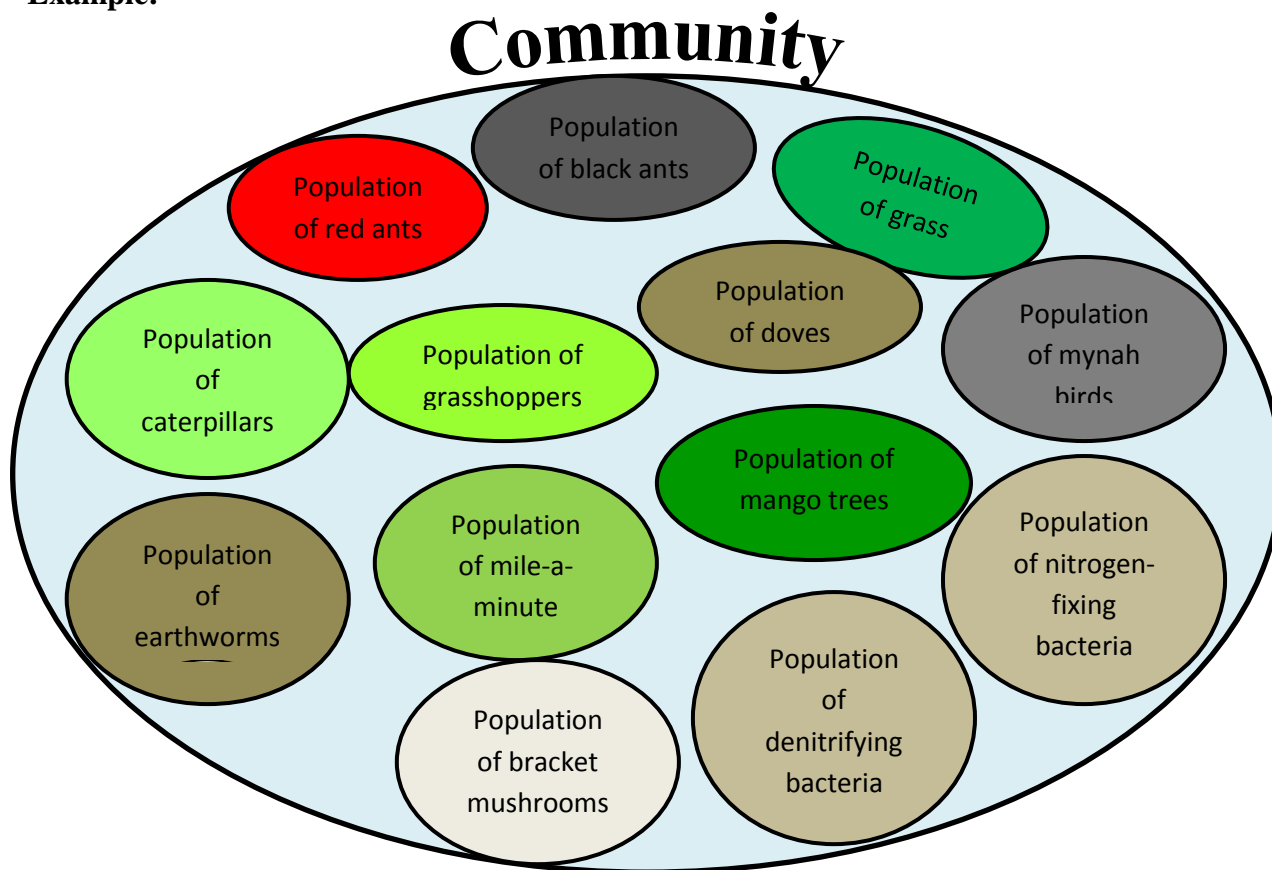 Example:
Community
Population
of black ants
Population
of red ants
Population
of grass
Population
of doves
Population
of mynah
birds
Population
of
caterpillars
Population of
grasshoppers
Population of
mango trees
Population
of nitrogen-
fixing
bacteria
Population
of mile-a-
minute
Population
of
earthworms
Population
of
denitrifying
bacteria
Population
of bracket
mushrooms